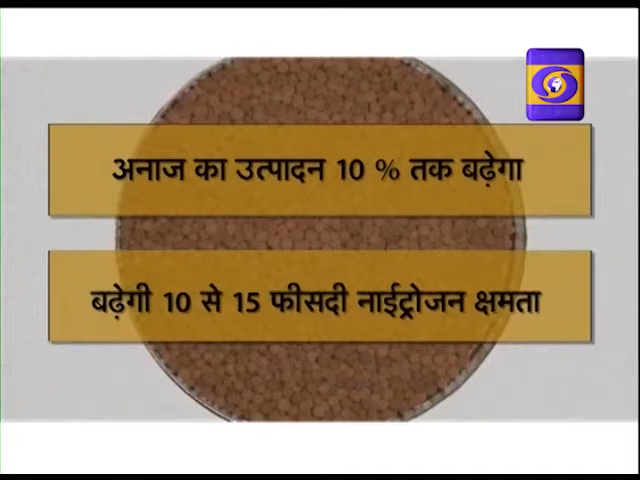 अनाज का उत्पादन 10 % तक बढ़ेगा
बढ़ेगी 10 से 15 फीसदी नाईट्रोजन क्षमता